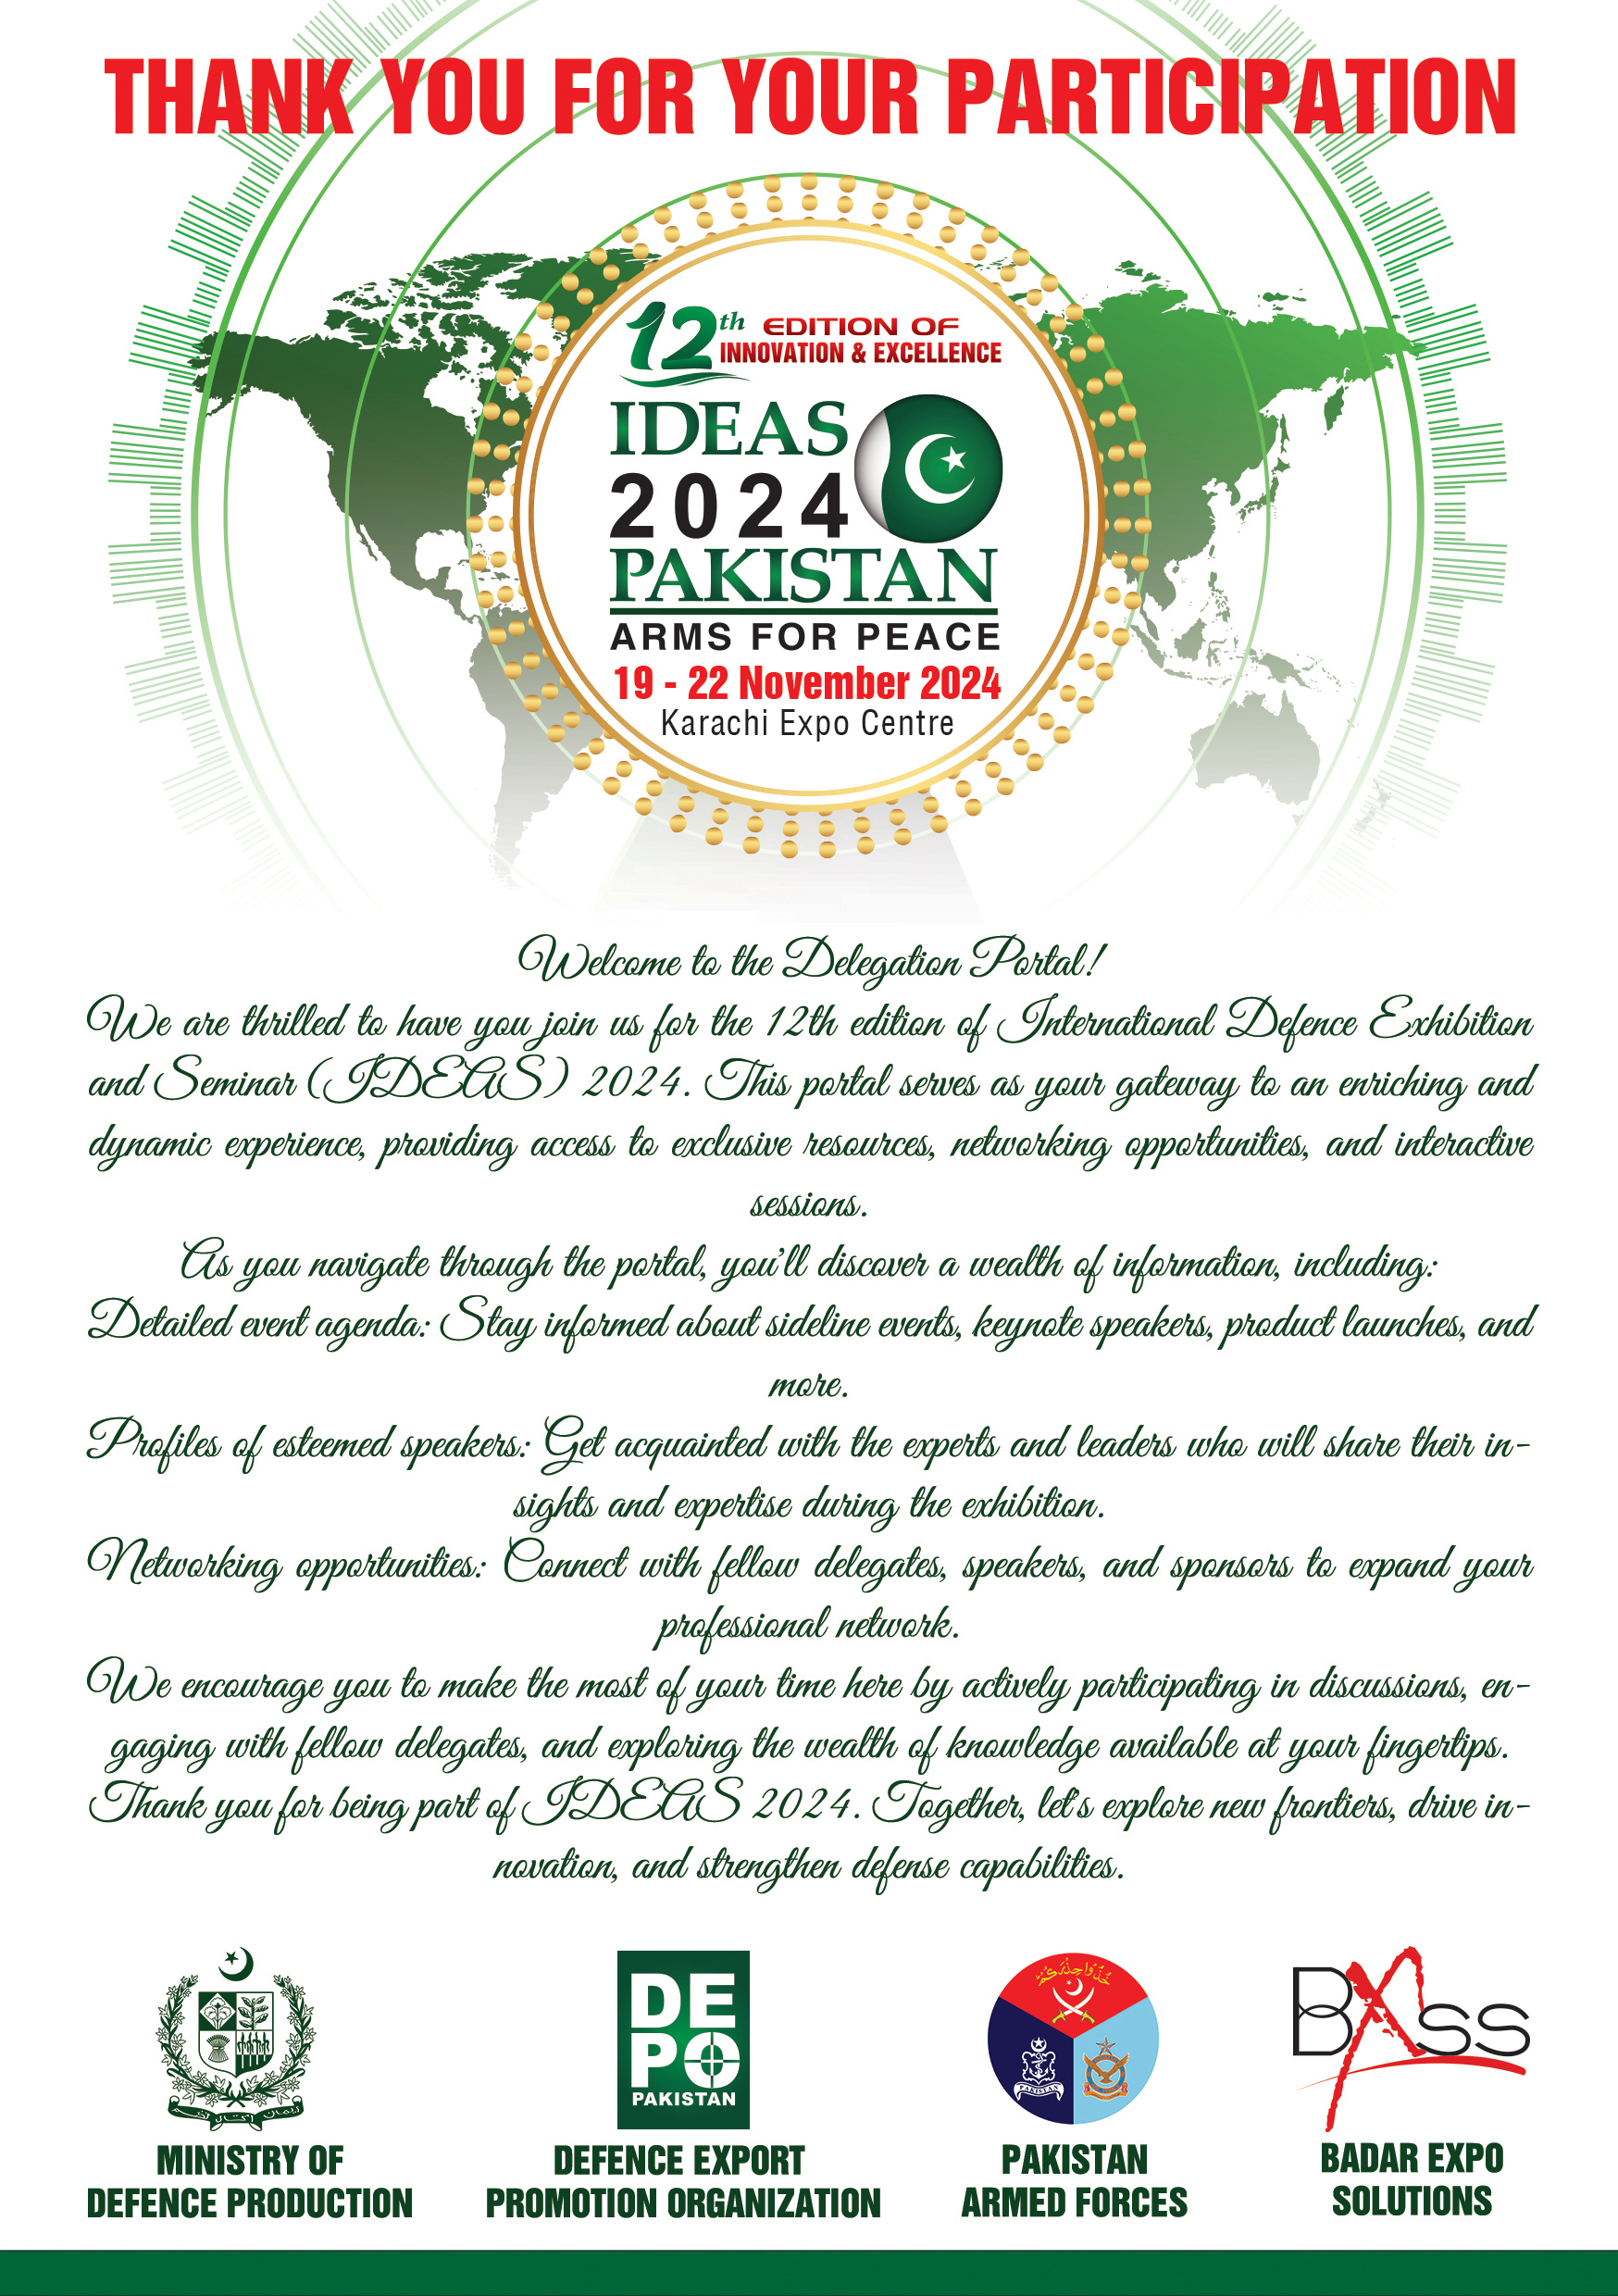 THANK YOU FOR YOUR PARTICIPATION
12th EDITION OF
INNOVATION & EXCELLENCE
IDEAS
2024
PAKISTAN
ARMS FOR PEACE
19 - 22 November 2024
Karachi Expo Centre
Welcome to the Delegation Portal!
We are thrilled to have you join us for the 12th edition of International Defence Exhibition
and Seminar (IDEAS) 2024. This portal serves as your gateway to an enriching and
dynamic experience, providing access to exclusive resources, networking opportunities, and interactive
sessions.
As you navigate through the portal, you'll discover a wealth of information, including:
Detailed event agenda: Stay informed about sideline events, keynote speakers, product launches, and
more.
Profiles of esteemed speakers: Get acquainted with the experts and leaders who will share their in-
sights and expertise during the exhibition.
Networking opportunities: Connect with fellow delegates, speakers, and sponsors to expand your
professional network.
We encourage you to make the most of your time here by actively participating in discussions, en-
gaging with fellow delegates, and exploring the wealth of knowledge available at your fingertips.
Thank you for being part of IDEAS 2024. Together, let's explore new frontiers, drive in-
novation, and strengthen defense capabilities.
DE
PO
PAKISTAN
PAKISTAN
BAss
MINISTRY OF
DEFENCE PRODUCTION
DEFENCE EXPORT
PROMOTION ORGANIZATION
PAKISTAN
ARMED FORCES
BADAR EXPO
SOLUTIONS